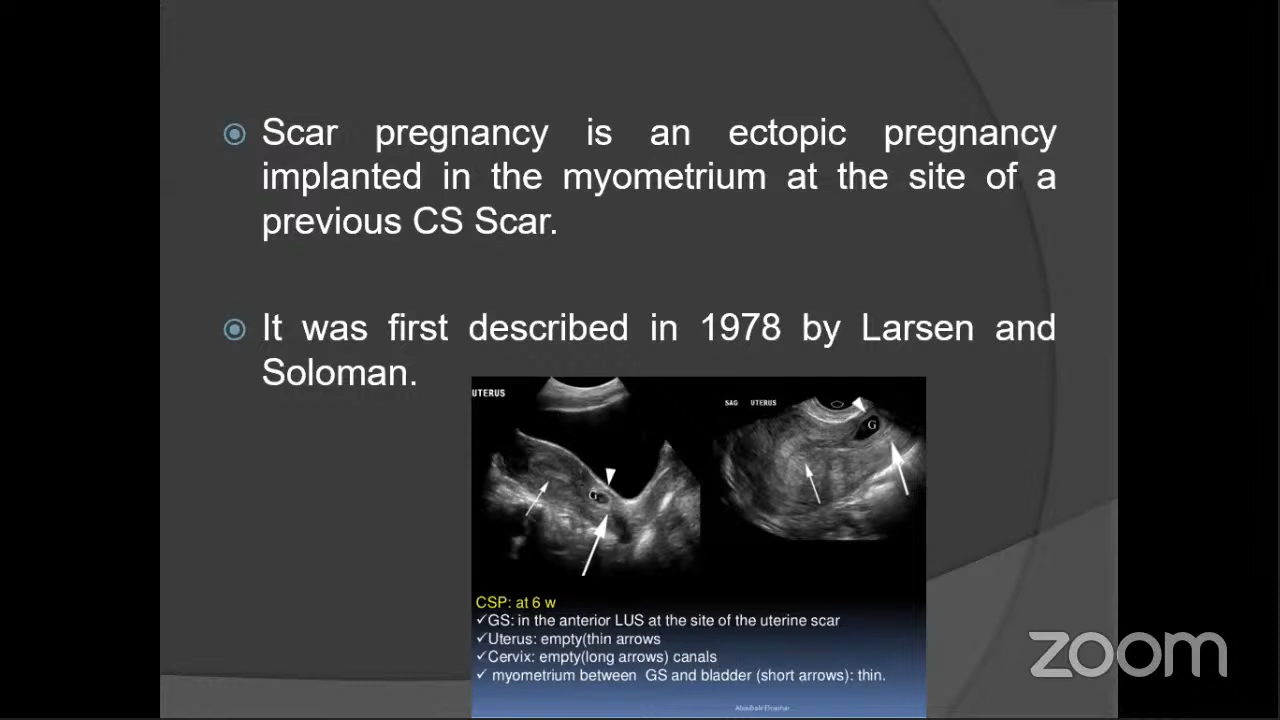 Scar pregnancy is an ectopic pregnancy
implanted in the myometrium at the site of a
previous CS Scar.
It was first described in 1978 by Larsen and
Soloman.
UTERUS
SAG UTERUS
G
G
CSP: at 6 w
✓GS: in the anterior LUS at the site of the uterine scar
✓Uterus: empty(thin arrows
✓Cervix: empty(long arrows) canals
✓ myometrium between GS and bladder (short arrows): thin.
zoom